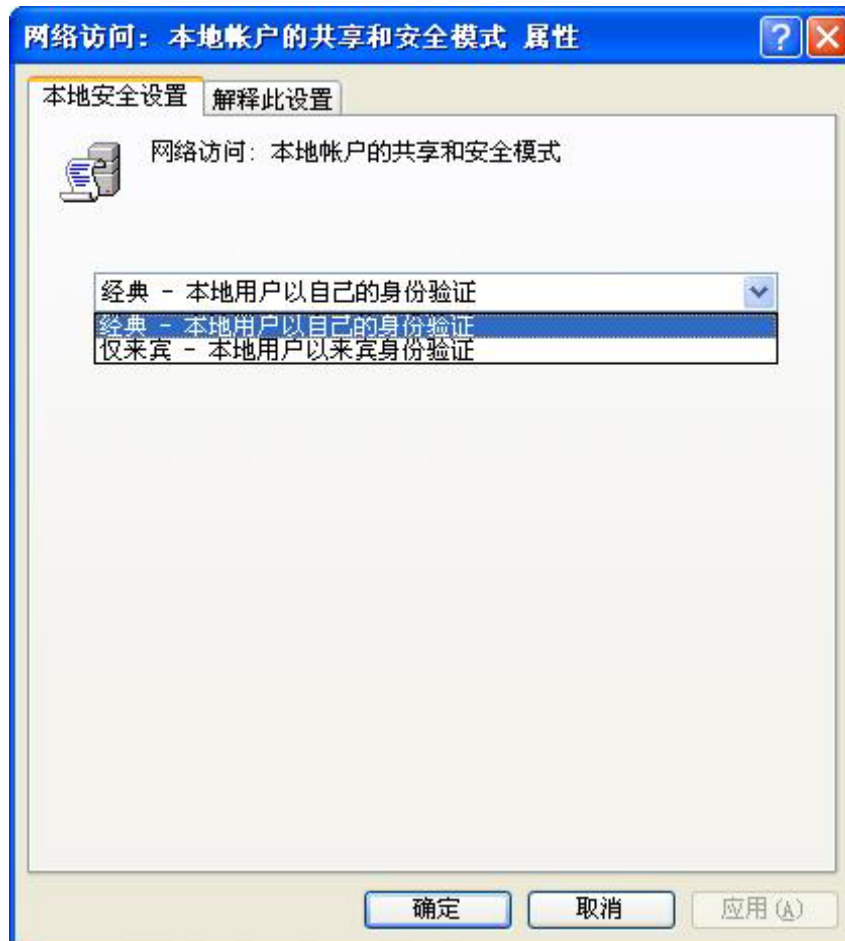 网络访问: 本地帐户的共享和安全模式 属性
本地安全设置 解释此设置
网络访问: 本地帐户的共享和安全模式
经典 - 本地用户以自己的身份验证
经典 - 本地用户以自己的身份验证
仅来宾 - 本地用户以来宾身份验证
确定 取消 应用(A)